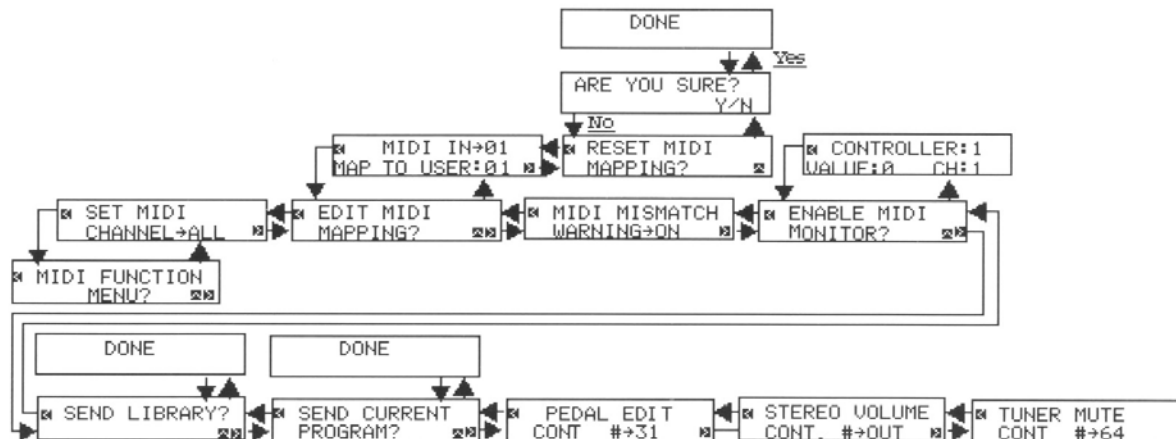 DONE
Yes
ARE YOU SURE?
Y/N
No
MIDI IN→01
MAP TO USER:01
RESET MIDI
MAPPING?
CONTROLLER:1
VALUE:0 CH:1
SET MIDI
CHANNEL→ALL
EDIT MIDI
MAPPING?
MIDI MISMATCH
WARNING→ON
ENABLE MIDI
MONITOR?
MIDI FUNCTION
MENU?
DONE
DONE
SEND LIBRARY?
SEND CURRENT
PROGRAM?
PEDAL EDIT
CONT #→31
STEREO VOLUME
CONT. #→OUT
TUNER MUTE
CONT #→64